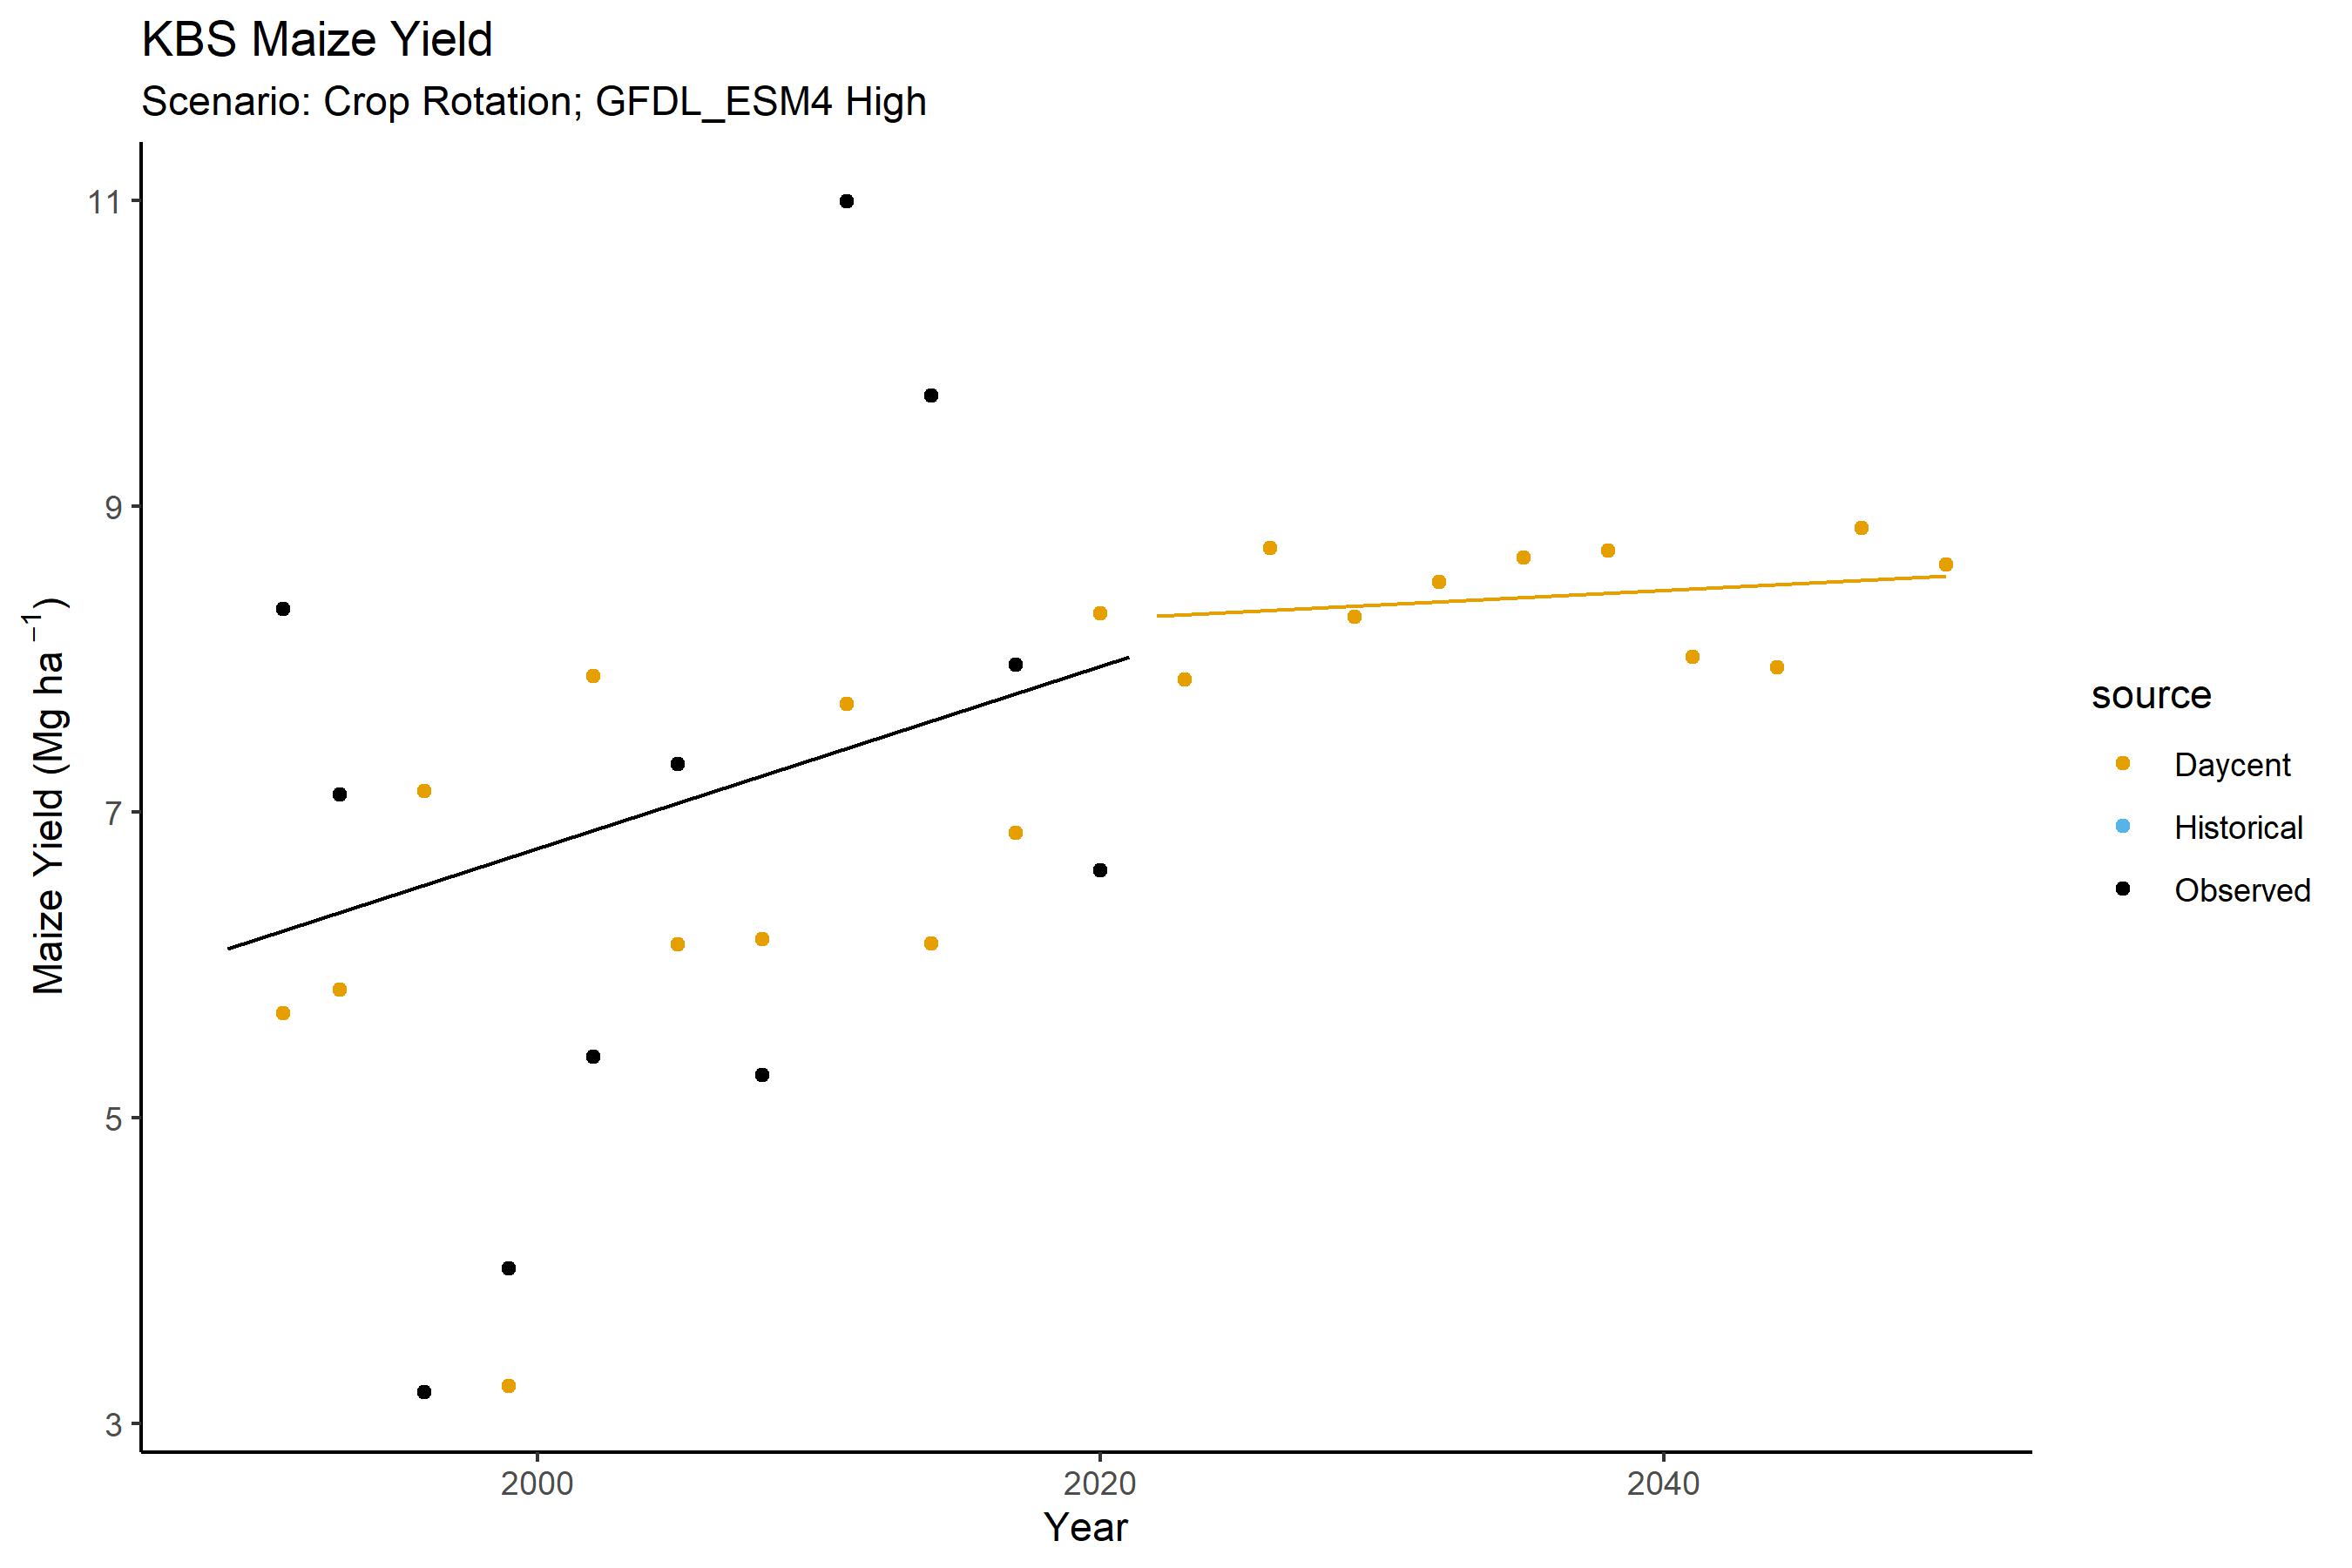 KBS Maize Yield
Scenario: Crop Rotation; GFDL_ESM4 High
Maize Yield (Mg ha ⁻¹)
11
9
7
5
3
2000
2020
2040
Year
source
Daycent
Historical
Observed